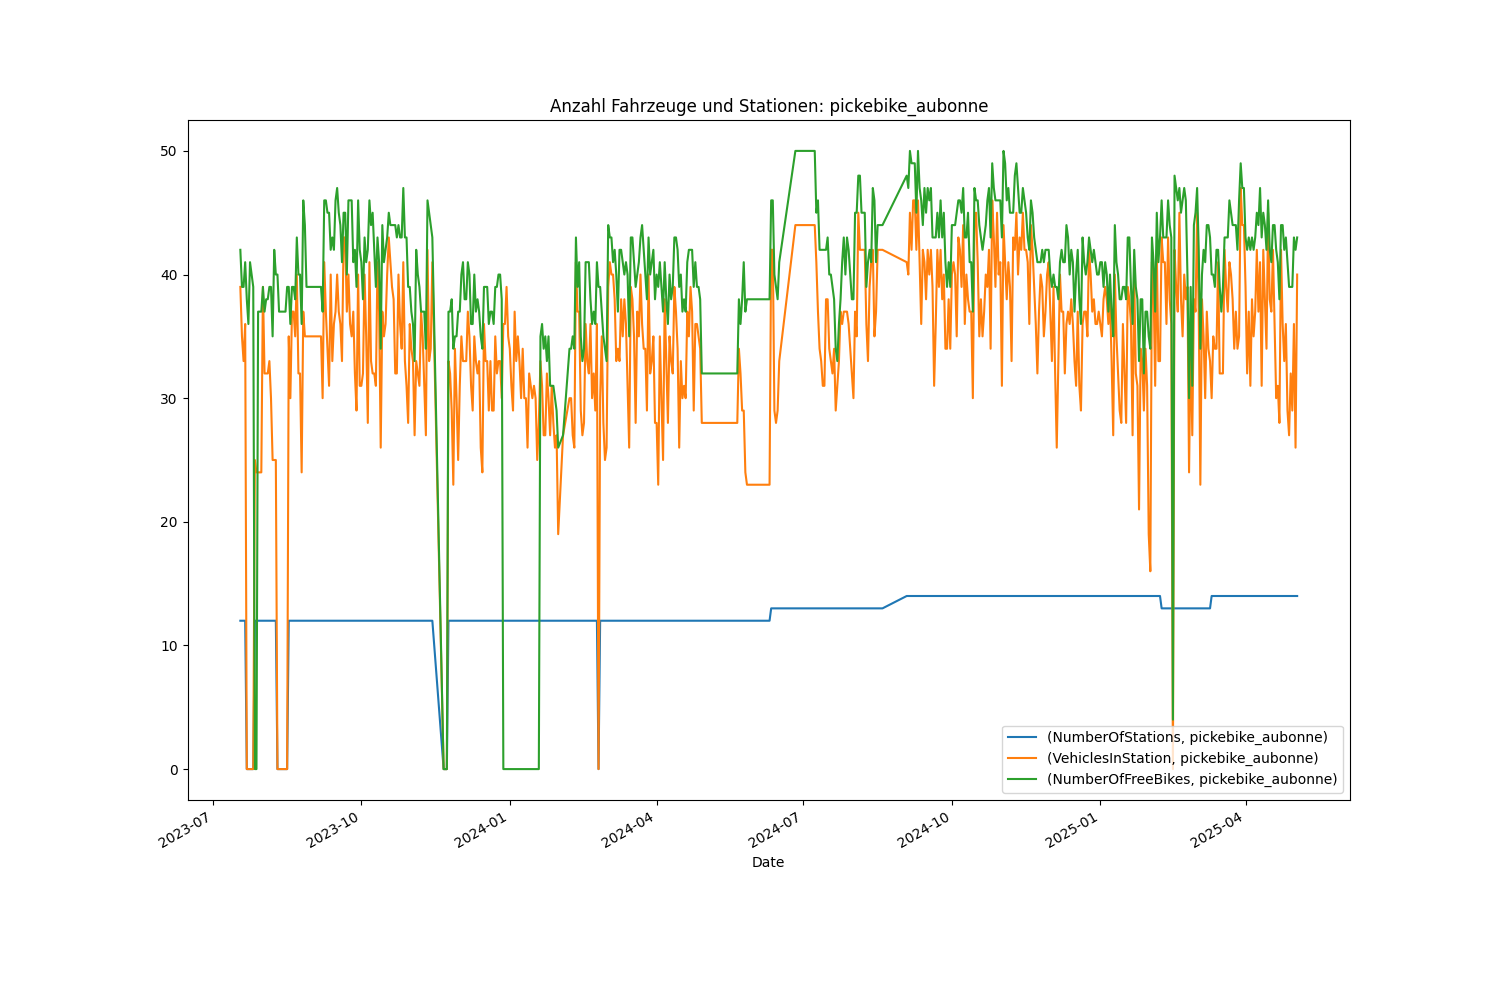 Anzahl Fahrzeuge und Stationen: pickebike_aubonne
50
40
30
20
10
0
(NumberOfStations, pickebike_aubonne)
(VehiclesInStation, pickebike_aubonne)
(NumberOfFreeBikes, pickebike_aubonne)
2023-07
2023-10
2024-01
2024-04
2024-07
2024-10
2025-01
2025-04
Date